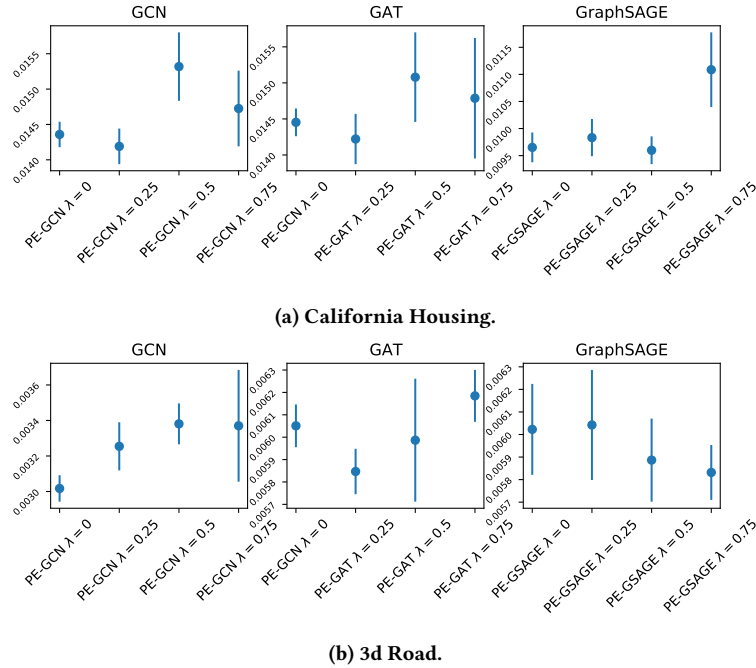 GCN
0.0155
0.0150
0.0145
0.0140
PE-GCN λ = 0
PE-GCN λ = 0.25
PE-GCN λ = 0.5
PE-GCN λ = 0.75
GAT
0.0155
0.0150
0.0145
0.0140
PE-GCN λ = 0
PE-GAT λ = 0.25
PE-GAT λ = 0.5
PE-GAT λ = 0.75
GraphSAGE
0.0115
0.0110
0.0105
0.0100
0.0095
PE-GSAGE λ = 0
PE-GSAGE λ = 0.25
PE-GSAGE λ = 0.5
PE-GSAGE λ = 0.75
(a) California Housing.
GCN
0.0036
0.0034
0.0032
0.0030
PE-GCN λ = 0
PE-GCN λ = 0.25
PE-GCN λ = 0.5
PE-GCN λ = 0.75
GAT
0.0063
0.0062
0.0061
0.0060
0.0059
0.0058
0.0057
PE-GCN λ = 0
PE-GAT λ = 0.25
PE-GAT λ = 0.5
PE-GAT λ = 0.75
GraphSAGE
0.0063
0.0062
0.0061
0.0060
0.0059
0.0058
0.0057
PE-GSAGE λ = 0
PE-GSAGE λ = 0.25
PE-GSAGE λ = 0.5
PE-GSAGE λ = 0.75
(b) 3d Road.